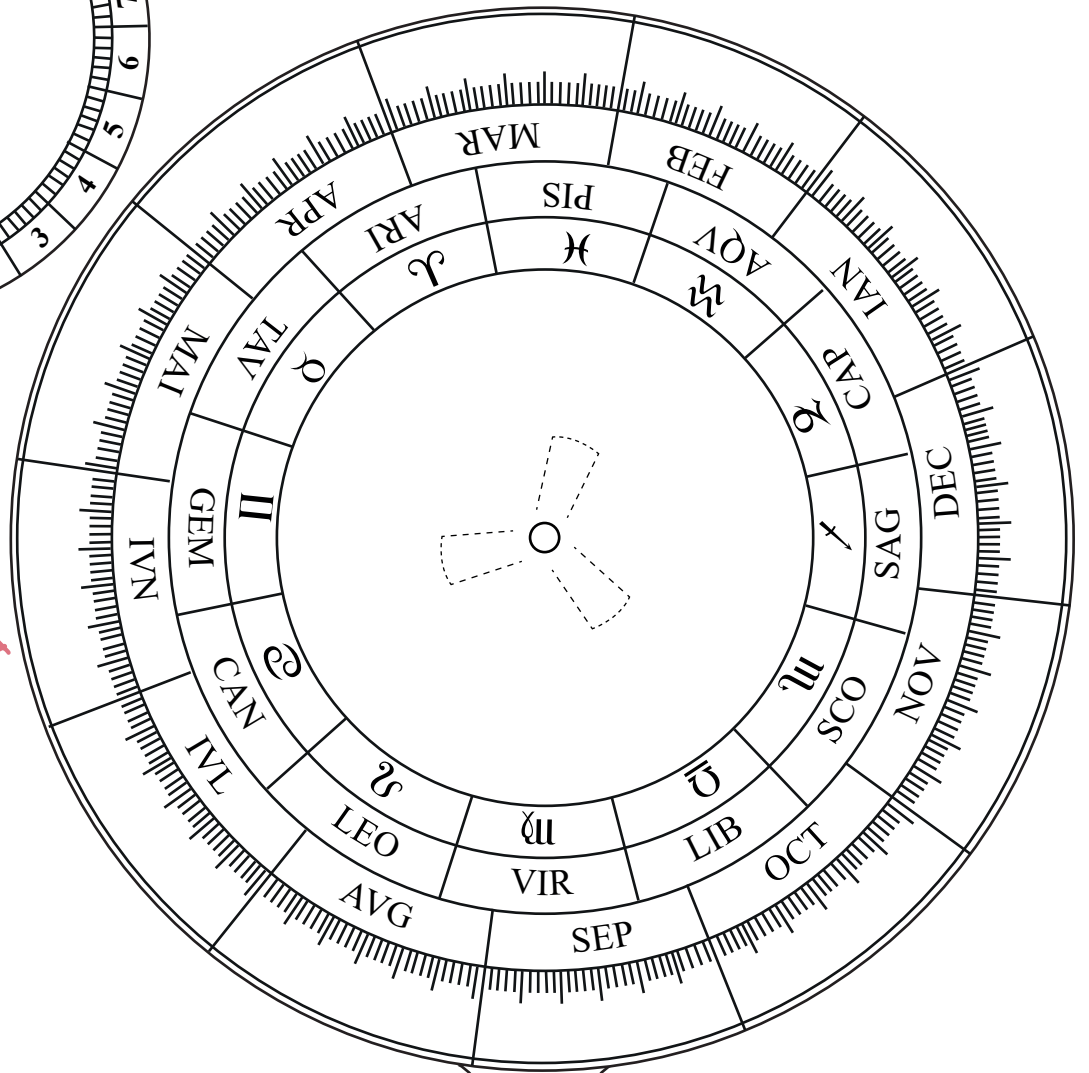 7
6
5
4
3
IAN
FEB
MAR
APR
MAI
IVN
IVL
AVG
SEP
OCT
NOV
DEC
ARI
TAV
GEM
CAN
LEO
VIR
LIB
SCO
SAG
CAP
AQV
PIS
♈
♉
♊
♋
♌
♍
♎
♏
♐
♑
♒
♓